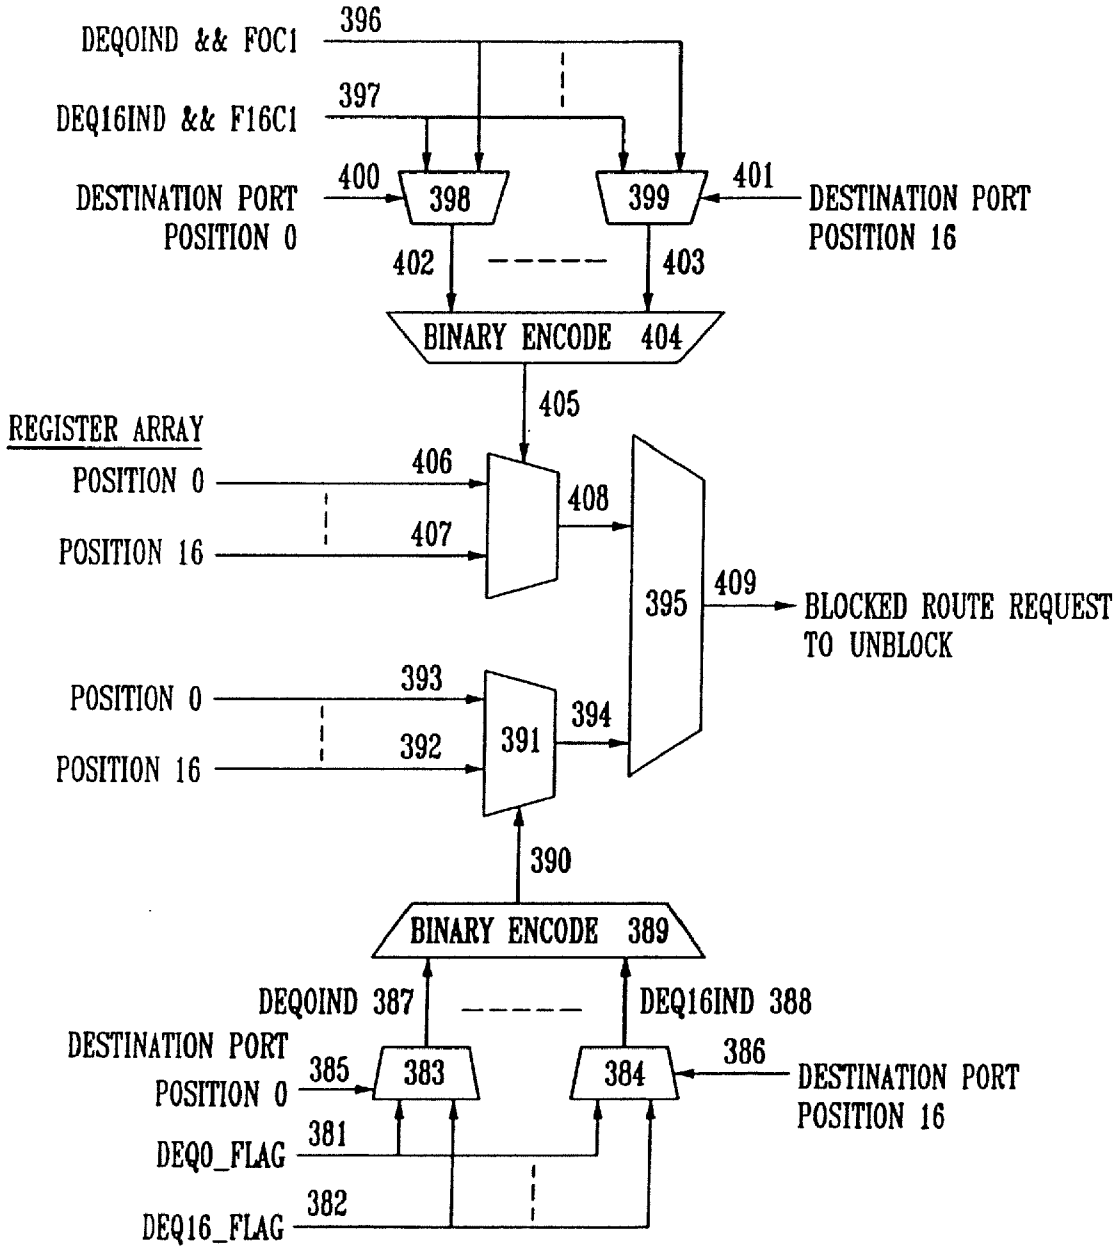 396
DEQ0IND && F0C1
397
DEQ16IND && F16C1
400
DESTINATION PORT
POSITION 0
398
399
401
DESTINATION PORT
POSITION 16
402
403
BINARY ENCODE 404
405
REGISTER ARRAY
POSITION 0
406
408
POSITION 16
407
395
409
BLOCKED ROUTE REQUEST
TO UNBLOCK
POSITION 0
393
391
394
POSITION 16
392
390
BINARY ENCODE 389
DEQ0IND 387
DEQ16IND 388
DESTINATION PORT
POSITION 0
385
383
384
386
DESTINATION PORT
POSITION 16
DEQ0_FLAG
381
DEQ16_FLAG
382